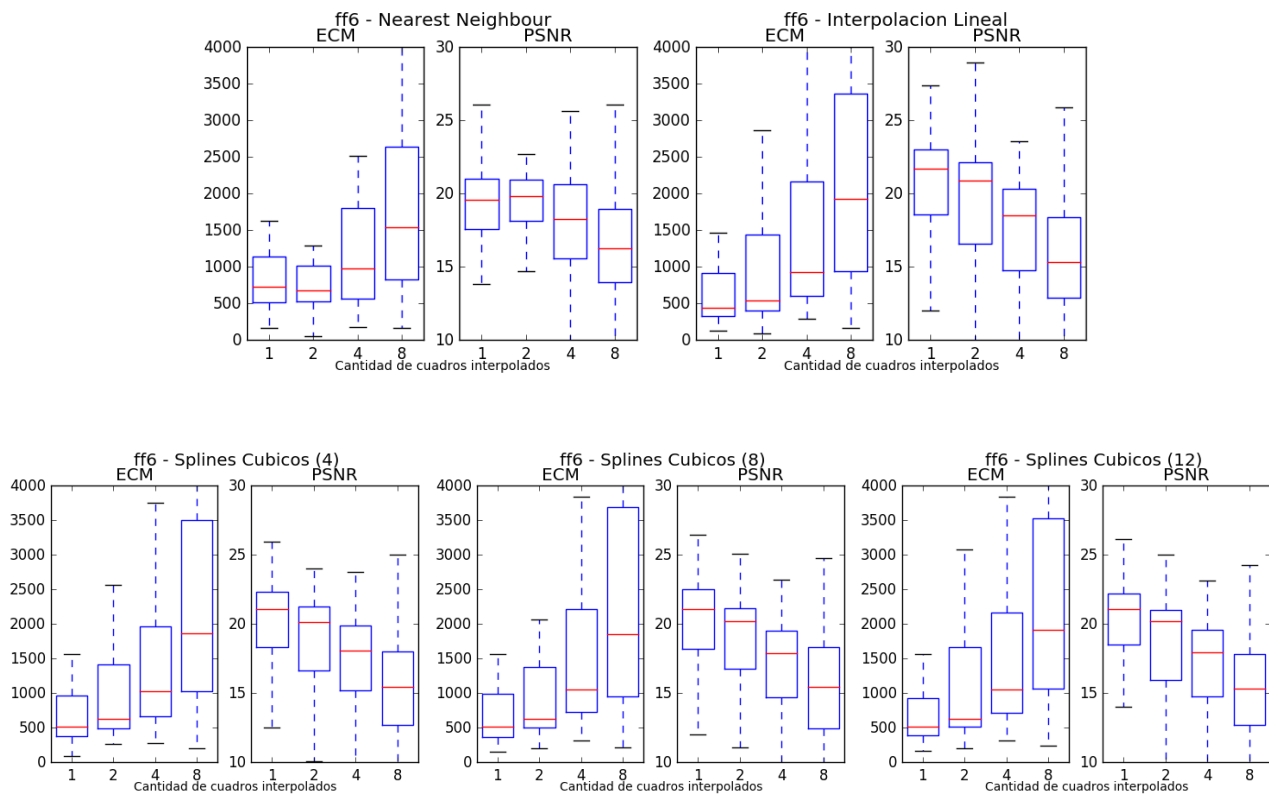 ff6 - Nearest Neighbour
ECM
PSNR
4000
3500
3000
2500
2000
1500
1000
500
0
30
25
20
15
10
1 2 4 8
1 2 4 8
Cantidad de cuadros interpolados
ff6 - Interpolacion Lineal
ECM
PSNR
4000
3500
3000
2500
2000
1500
1000
500
0
30
25
20
15
10
1 2 4 8
1 2 4 8
Cantidad de cuadros interpolados
ff6 - Splines Cubicos (4)
ECM
PSNR
4000
3500
3000
2500
2000
1500
1000
500
0
30
25
20
15
10
1 2 4 8
1 2 4 8
Cantidad de cuadros interpolados
ff6 - Splines Cubicos (8)
ECM
PSNR
4000
3500
3000
2500
2000
1500
1000
500
0
30
25
20
15
10
1 2 4 8
1 2 4 8
Cantidad de cuadros interpolados
ff6 - Splines Cubicos (12)
ECM
PSNR
4000
3500
3000
2500
2000
1500
1000
500
0
30
25
20
15
10
1 2 4 8
1 2 4 8
Cantidad de cuadros interpolados